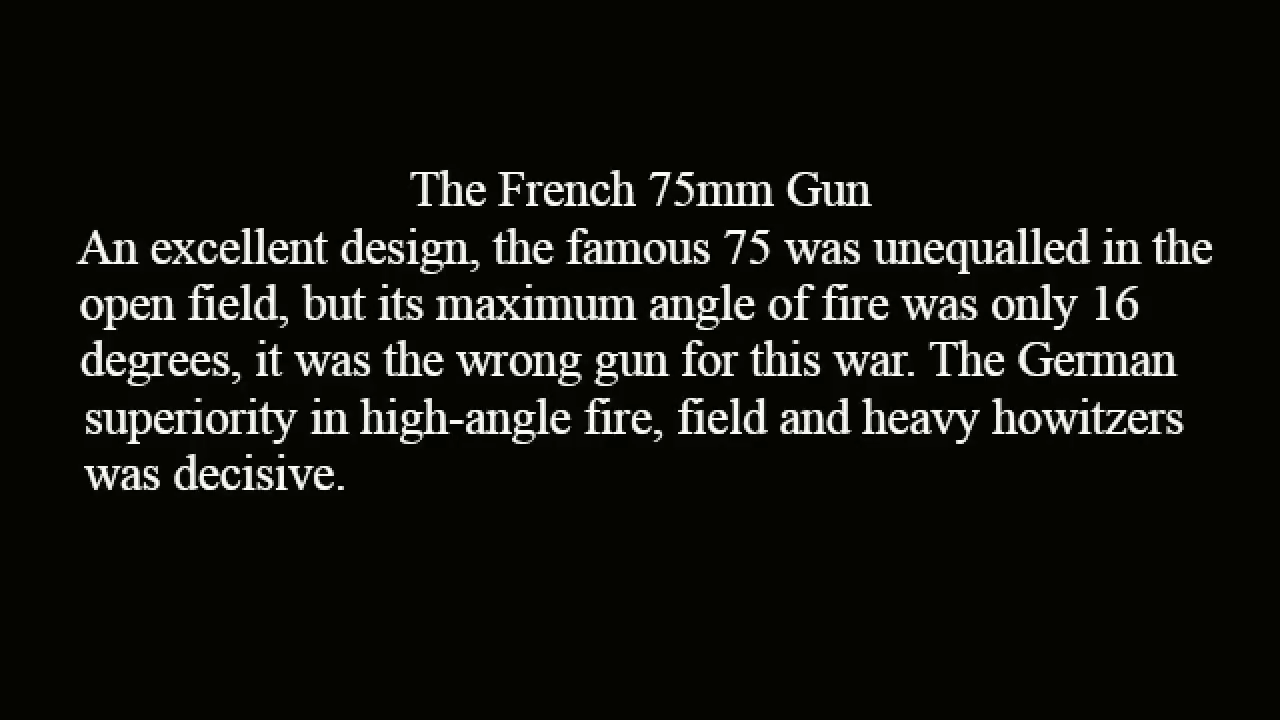 The French 75mm Gun
An excellent design, the famous 75 was unequalled in the
open field, but its maximum angle of fire was only 16
degrees, it was the wrong gun for this war. The German
superiority in high-angle fire, field and heavy howitzers
was decisive.